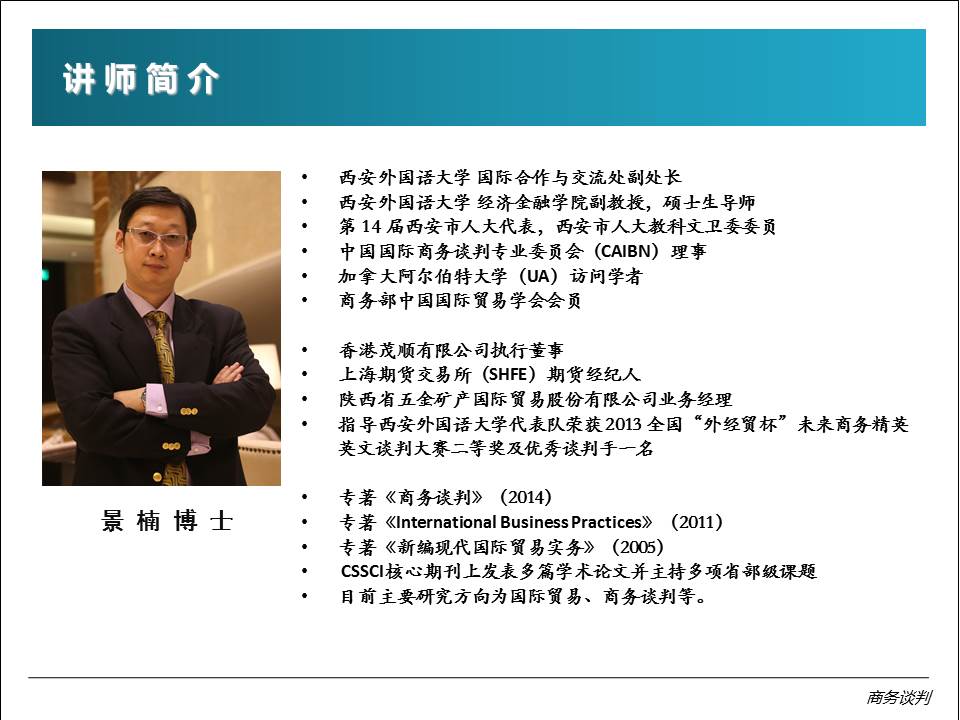 讲师简介
• 西安外国语大学 国际合作与交流处副处长
• 西安外国语大学 经济金融学院副教授，硕士生导师
• 第 14 届西安市人大代表，西安市人大教科文卫委委员
• 中国国际商务谈判专业委员会（CAIBN）理事
• 加拿大阿尔伯特大学（UA）访问学者
• 商务部中国国际贸易学会会员
• 香港茂顺有限公司执行董事
• 上海期货交易所（SHFE）期货经纪人
• 陕西省五金矿产国际贸易股份有限公司业务经理
• 指导西安外国语大学代表队荣获 2013 全国“外经贸杯”未来商务精英
英文谈判大赛二等奖及优秀谈判手一名
• 专著《商务谈判》（2014）
• 专著《International Business Practices》（2011）
• 专著《新编现代国际贸易实务》（2005）
• CSSCI核心期刊上发表多篇学术论文并主持多项省部级课题
• 目前主要研究方向为国际贸易、商务谈判等。
景 楠 博 士
商务谈判